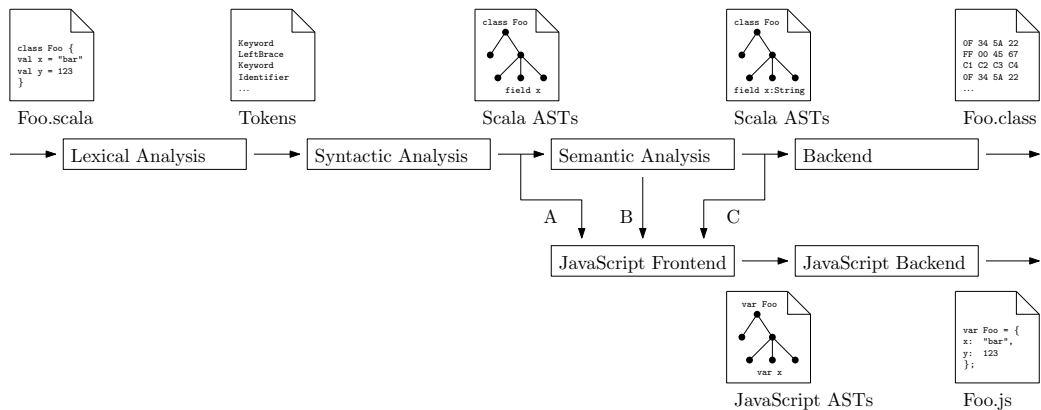 class Foo {
val x = "bar"
val y = 123
}
Foo.scala
Keyword
LeftBrace
Keyword
Identifier
...
Tokens
class Foo
field x
Scala ASTs
class Foo
field x:String
Scala ASTs
0F 34 5A 22
FF 00 45 67
C1 C2 C3 C4
0F 34 5A 22
...
Foo.class
Lexical Analysis
Syntactic Analysis
Semantic Analysis
Backend
A
B
C
JavaScript Frontend
JavaScript Backend
var Foo
var x
JavaScript ASTs
var Foo = {
x: "bar",
y: 123
};
Foo.js